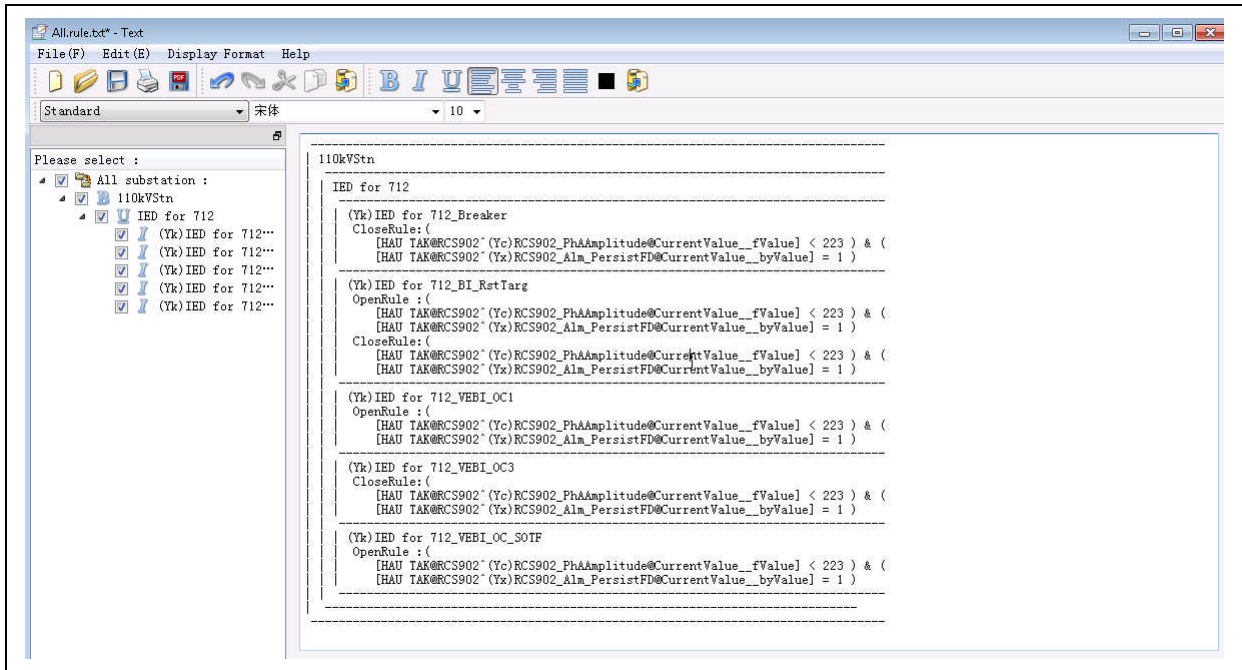 All.rule.txt* - Text
File(F) Edit(E) Display Format Help
PDF
B I U
Standard 宋体 10
Please select :
All substation :
110kVStn
IED for 712
(Yk)IED for 712...
(Yk)IED for 712...
(Yk)IED for 712...
(Yk)IED for 712...
(Yk)IED for 712...
110kVStn
IED for 712
(Yk)IED for 712_Breaker
CloseRule:(
[HAU TAK@RCS902^(Yc)RCS902_PhAAmplitude@CurrentValue__fValue] < 223 ) & (
[HAU TAK@RCS902^(Yx)RCS902_Alm_PersistFD@CurrentValue__byValue] = 1 )
(Yk)IED for 712_BI_RstTarg
OpenRule :(
[HAU TAK@RCS902^(Yc)RCS902_PhAAmplitude@CurrentValue__fValue] < 223 ) & (
[HAU TAK@RCS902^(Yx)RCS902_Alm_PersistFD@CurrentValue__byValue] = 1 )
CloseRule:(
[HAU TAK@RCS902^(Yc)RCS902_PhAAmplitude@CurrentValue__fValue] < 223 ) & (
[HAU TAK@RCS902^(Yx)RCS902_Alm_PersistFD@CurrentValue__byValue] = 1 )
(Yk)IED for 712_VEBI_OC1
OpenRule :(
[HAU TAK@RCS902^(Yc)RCS902_PhAAmplitude@CurrentValue__fValue] < 223 ) & (
[HAU TAK@RCS902^(Yx)RCS902_Alm_PersistFD@CurrentValue__byValue] = 1 )
(Yk)IED for 712_VEBI_OC3
CloseRule:(
[HAU TAK@RCS902^(Yc)RCS902_PhAAmplitude@CurrentValue__fValue] < 223 ) & (
[HAU TAK@RCS902^(Yx)RCS902_Alm_PersistFD@CurrentValue__byValue] = 1 )
(Yk)IED for 712_VEBI_OC_SOTF
OpenRule :(
[HAU TAK@RCS902^(Yc)RCS902_PhAAmplitude@CurrentValue__fValue] < 223 ) & (
[HAU TAK@RCS902^(Yx)RCS902_Alm_PersistFD@CurrentValue__byValue] = 1 )